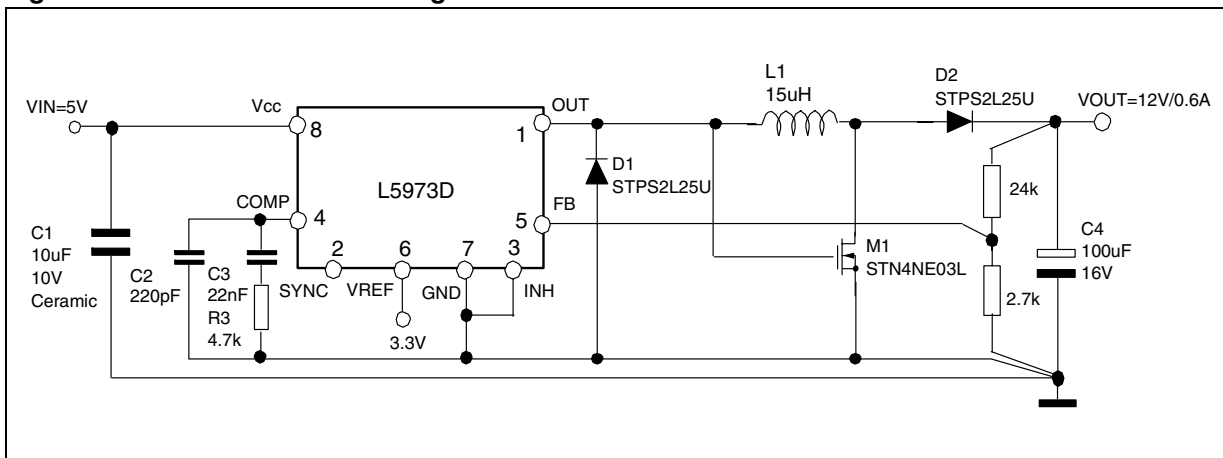 VIN=5V
Vcc
8
L5973D
OUT
1
L1
15uH
D2
STPS2L25U
VOUT=12V/0.6A
D1
STPS2L25U
24k
COMP
4
FB
5
C1
10uF
10V
Ceramic
C2
220pF
C3
22nF
R3
4.7k
2
SYNC
6
VREF
3.3V
7
GND
3
INH
M1
STN4NE03L
2.7k
C4
100uF
16V